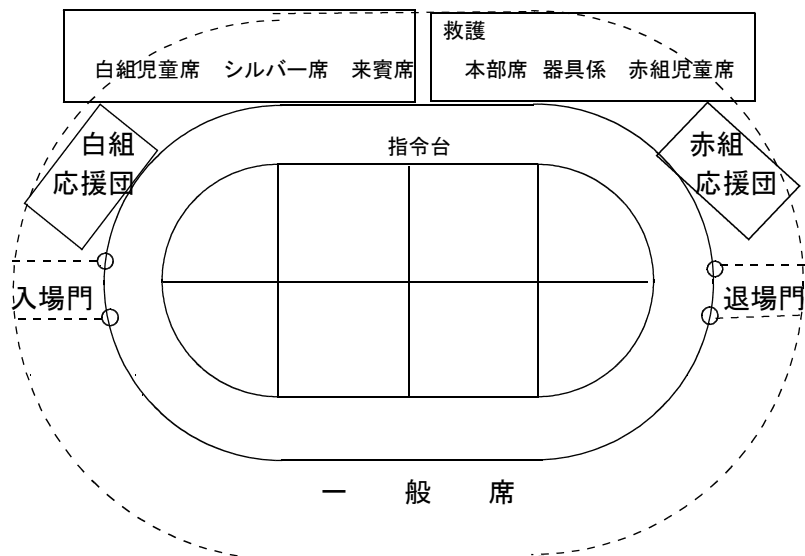 救護
白組児童席 シルバー席 来賓席 本部席 器具係 赤組児童席
白組
応援団
指令台
赤組
応援団
入場門
退場門
一 般 席